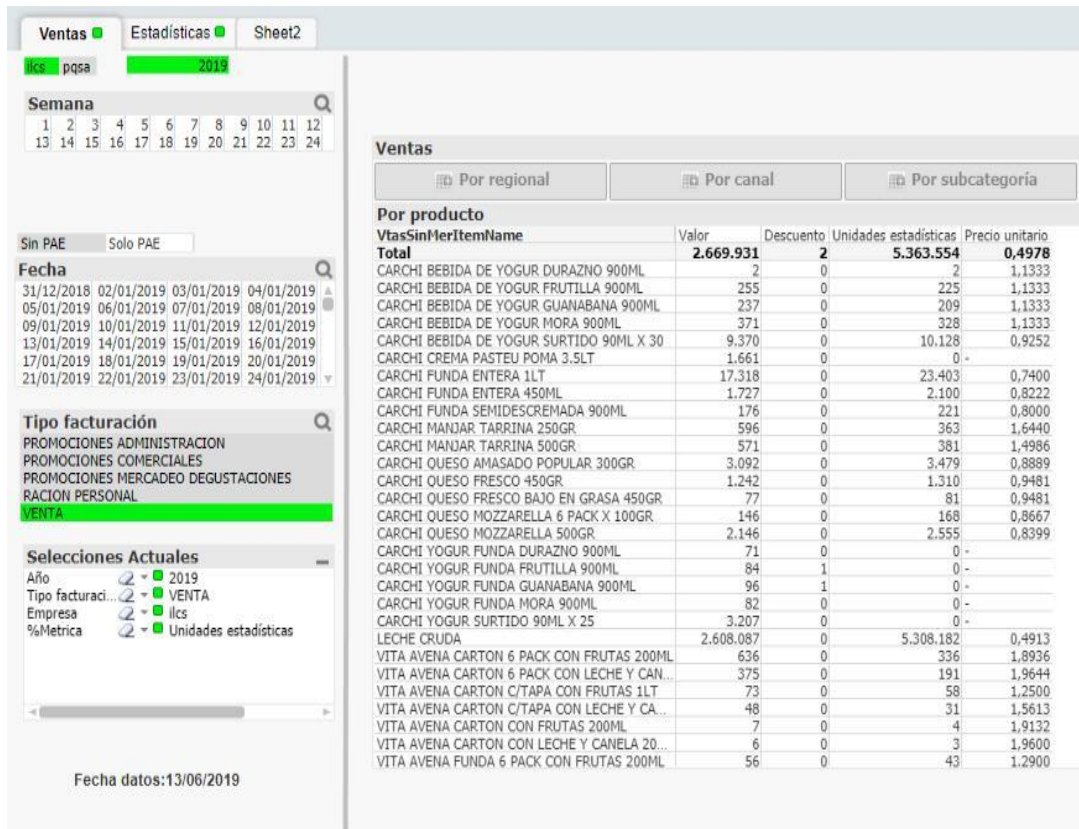 Ventas Estadísticas Sheet2
ilcs pqsa 2019
Semana
1 2 3 4 5 6 7 8 9 10 11 12
13 14 15 16 17 18 19 20 21 22 23 24
Sin PAE Solo PAE
Fecha
31/12/2018 02/01/2019 03/01/2019 04/01/2019
05/01/2019 06/01/2019 07/01/2019 08/01/2019
09/01/2019 10/01/2019 11/01/2019 12/01/2019
13/01/2019 14/01/2019 15/01/2019 16/01/2019
17/01/2019 18/01/2019 19/01/2019 20/01/2019
21/01/2019 22/01/2019 23/01/2019 24/01/2019
Tipo facturación
PROMOCIONES ADMINISTRACION
PROMOCIONES COMERCIALES
PROMOCIONES MERCADEO DEGUSTACIONES
RACION PERSONAL
VENTA
Selecciones Actuales
Año 2019
Tipo facturaci... VENTA
Empresa ilcs
%Metrica Unidades estadísticas
Fecha datos:13/06/2019
Ventas
Por regional Por canal Por subcategoría
Por producto
VtasSinMerItemName Valor Descuento Unidades estadísticas Precio unitario
Total 2.669.931 2 5.363.554 0,4978
CARCHI BEBIDA DE YOGUR DURAZNO 900ML 2 0 2 1,1333
CARCHI BEBIDA DE YOGUR FRUTILLA 900ML 255 0 225 1,1333
CARCHI BEBIDA DE YOGUR GUANABANA 900ML 237 0 209 1,1333
CARCHI BEBIDA DE YOGUR MORA 900ML 371 0 328 1,1333
CARCHI BEBIDA DE YOGUR SURTIDO 90ML X 30 9.370 0 10.128 0,9252
CARCHI CREMA PASTEU POMA 3.5LT 1.661 0 0 -
CARCHI FUNDA ENTERA 1LT 17.318 0 23.403 0,7400
CARCHI FUNDA ENTERA 450ML 1.727 0 2.100 0,8222
CARCHI FUNDA SEMIDESCREMADA 900ML 176 0 221 0,8000
CARCHI MANJAR TARRINA 250GR 596 0 363 1,6440
CARCHI MANJAR TARRINA 500GR 571 0 381 1,4986
CARCHI QUESO AMASADO POPULAR 300GR 3.092 0 3.479 0,8889
CARCHI QUESO FRESCO 450GR 1.242 0 1.310 0,9481
CARCHI QUESO FRESCO BAJO EN GRASA 450GR 77 0 81 0,9481
CARCHI QUESO MOZZARELLA 6 PACK X 100GR 146 0 168 0,8667
CARCHI QUESO MOZZARELLA 500GR 2.146 0 2.555 0,8399
CARCHI YOGUR FUNDA DURAZNO 900ML 71 0 0 -
CARCHI YOGUR FUNDA FRUTILLA 900ML 84 1 0 -
CARCHI YOGUR FUNDA GUANABANA 900ML 96 1 0 -
CARCHI YOGUR FUNDA MORA 900ML 82 0 0 -
CARCHI YOGUR SURTIDO 90ML X 25 3.207 0 0 -
LECHE CRUDA 2.608.087 0 5.308.182 0,4913
VITA AVENA CARTON 6 PACK CON FRUTAS 200ML 636 0 336 1,8936
VITA AVENA CARTON 6 PACK CON LECHE Y CAN... 375 0 191 1,9644
VITA AVENA CARTON C/TAPA CON FRUTAS 1LT 73 0 58 1,2500
VITA AVENA CARTON C/TAPA CON LECHE Y CA... 48 0 31 1,5613
VITA AVENA CARTON CON FRUTAS 200ML 7 0 4 1,9132
VITA AVENA CARTON CON LECHE Y CANELA 20... 6 0 3 1,9600
VITA AVENA FUNDA 6 PACK CON FRUTAS 200ML 56 0 43 1,2900